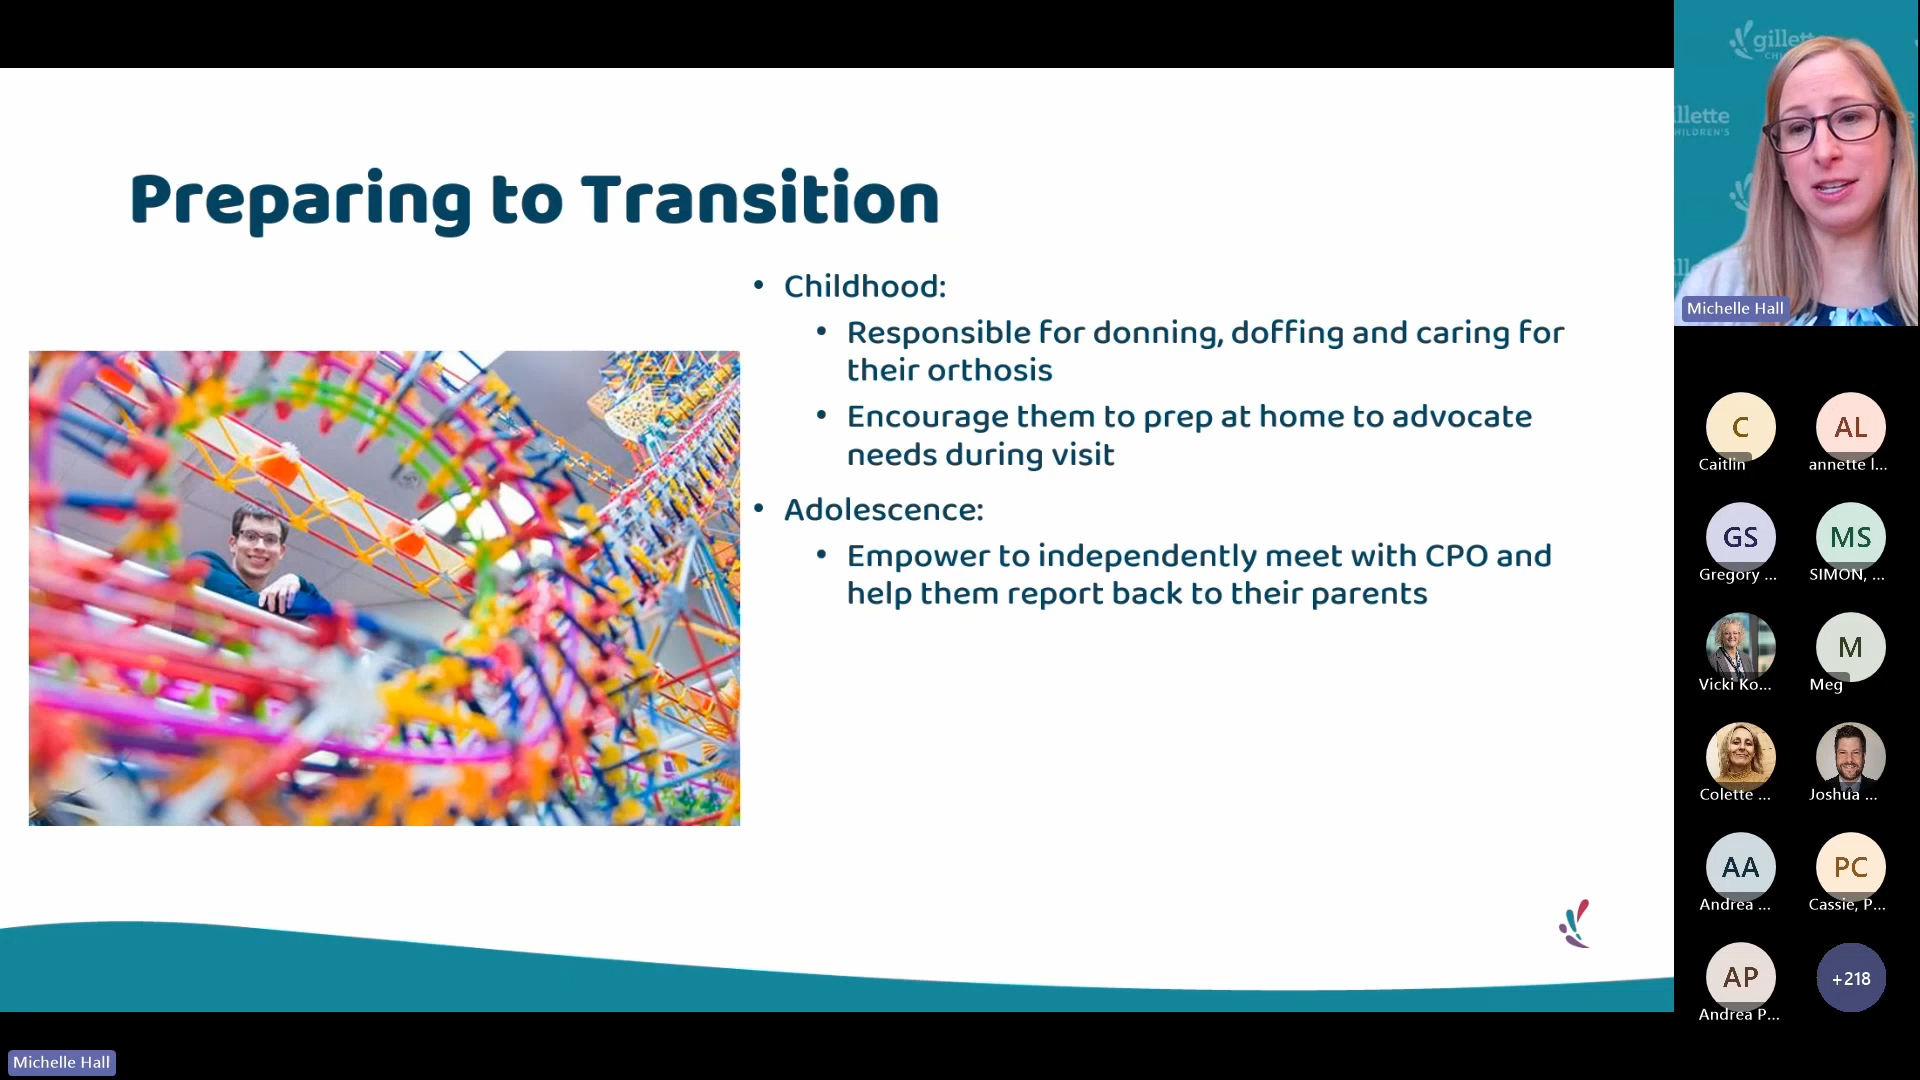 Preparing to Transition
• Childhood:
• Responsible for donning, doffing and caring for
their orthosis
• Encourage them to prep at home to advocate
needs during visit
• Adolescence:
• Empower to independently meet with CPO and
help them report back to their parents
Michelle Hall
gillette
illette
HILDREN'S
Michelle Hall
C
Caitlin
AL
annette l...
GS
Gregory ...
MS
SIMON, ...
Vicki Ko...
M
Meg
Colette ...
Joshua ...
AA
Andrea ...
PC
Cassie, P...
AP
Andrea P...
+218